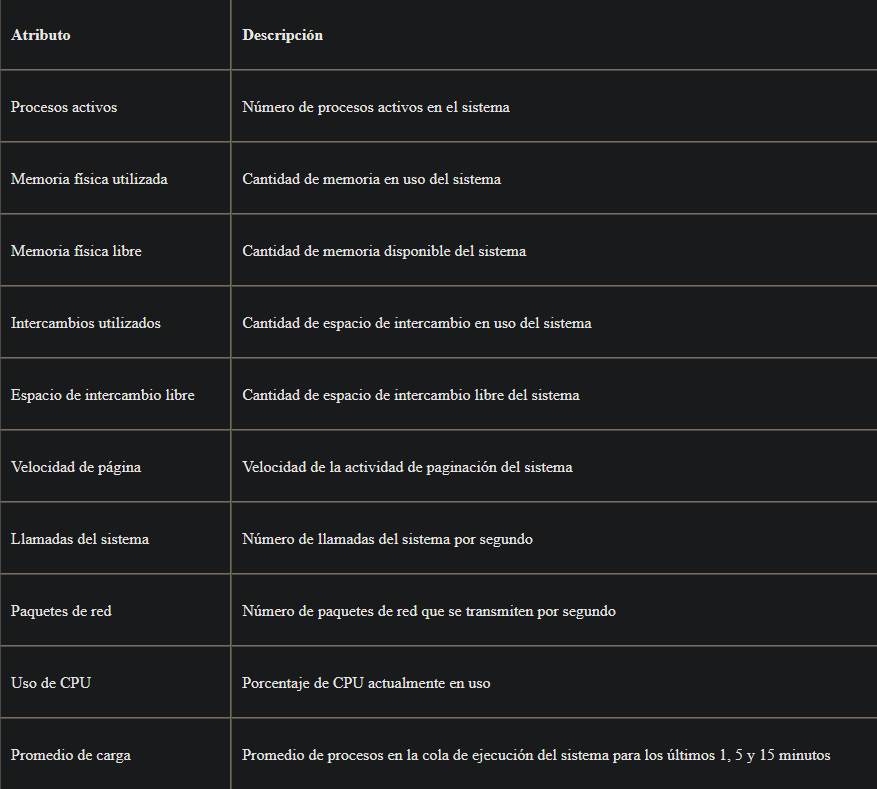 Atributo Descripción
Procesos activos Número de procesos activos en el sistema
Memoria física utilizada Cantidad de memoria en uso del sistema
Memoria física libre Cantidad de memoria disponible del sistema
Intercambios utilizados Cantidad de espacio de intercambio en uso del sistema
Espacio de intercambio libre Cantidad de espacio de intercambio libre del sistema
Velocidad de página Velocidad de la actividad de paginación del sistema
Llamadas del sistema Número de llamadas del sistema por segundo
Paquetes de red Número de paquetes de red que se transmiten por segundo
Uso de CPU Porcentaje de CPU actualmente en uso
Promedio de carga Promedio de procesos en la cola de ejecución del sistema para los últimos 1, 5 y 15 minutos